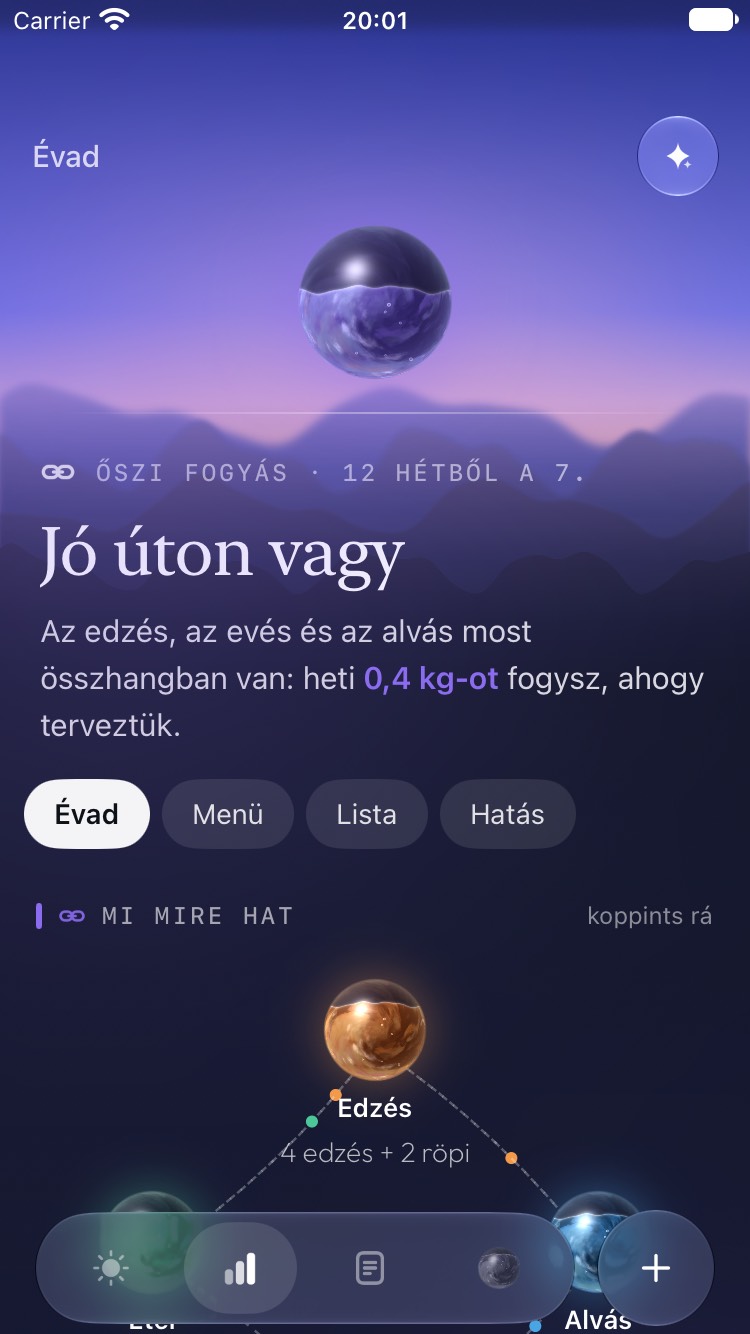 Carrier 20:01
Évad
ŐSZI FOGYÁS · 12 HÉTBŐL A 7.
Jó úton vagy
Az edzés, az evés és az alvás most
összhangban van: heti 0,4 kg-ot fogysz, ahogy
terveztük.
Évad Menü Lista Hatás
MI MIRE HAT koppints rá
Edzés
4 edzés + 2 röpi
Alvás